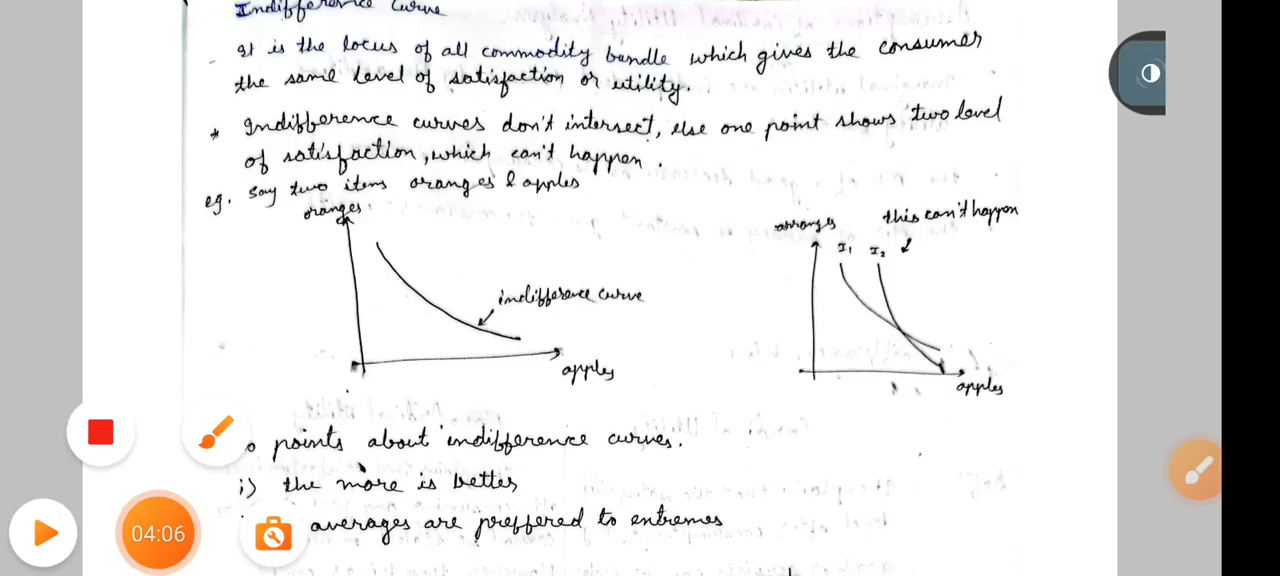 Indifference Curve
It is the locus of all commodity bundle which gives the consumer
the same level of satisfaction or utility.
* Indifference curves don't intersect, else one point shows two level
of satisfaction, which can't happen.
eg. Say two items oranges & apples
oranges
indifference curve
apples
this can't happen
I1 I2
apples
points about indifference curves.
i) the more is better
averages are preffered to extremes
04:06